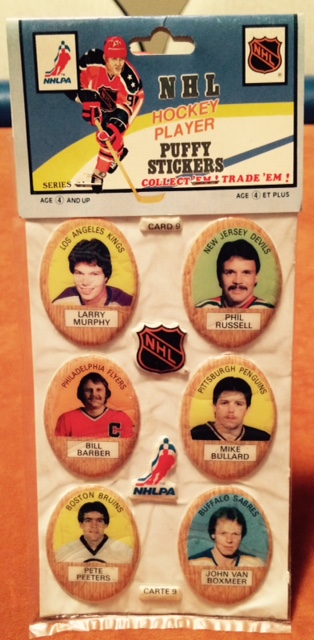 NHLPA
NHL
NHL
HOCKEY
PLAYER
PUFFY
STICKERS
COLLECT 'EM! TRADE 'EM!
SERIES
AGE 4 AND UP
AGE 4 ET PLUS
CARD 9
LOS ANGELES KINGS
LARRY
MURPHY
NEW JERSEY DEVILS
PHIL
RUSSELL
NHL
PHILADELPHIA FLYERS
C
BILL
BARBER
PITTSBURGH PENGUINS
MIKE
BULLARD
NHLPA
BOSTON BRUINS
PETE
PEETERS
BUFFALO SABRES
JOHN VAN
BOXMEER
CARTE 9